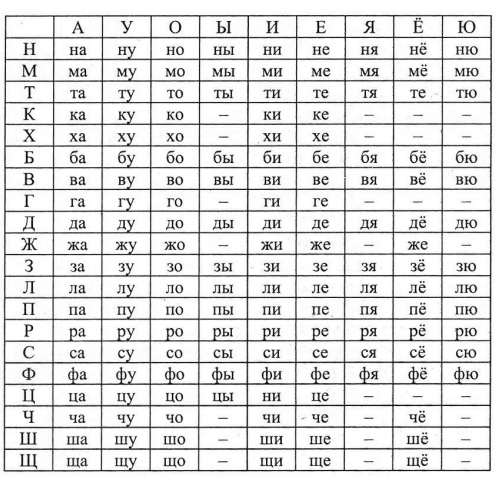 А У О Ы И Е Я Ё Ю
Н на ну но ны ни не ня нё ню
М ма му мо мы ми ме мя мё мю
Т та ту то ты ти те тя те тю
К ка ку ко – ки ке – – –
Х ха ху хо – хи хе – – –
Б ба бу бо бы би бе бя бё бю
В ва ву во вы ви ве вя вё вю
Г га гу го – ги ге – – –
Д да ду до ды ди де дя дё дю
Ж жа жу жо – жи же – же –
З за зу зо зы зи зе зя зё зю
Л ла лу ло лы ли ле ля лё лю
П па пу по пы пи пе пя пё пю
Р ра ру ро ры ри ре ря рё рю
С са су со сы си се ся сё сю
Ф фа фу фо фы фи фе фя фё фю
Ц ца цу цо цы ни це – – –
Ч ча чу чо – чи че – чё –
Ш ша шу шо – ши ше – шё –
Щ ща щу що – щи ще – щё –